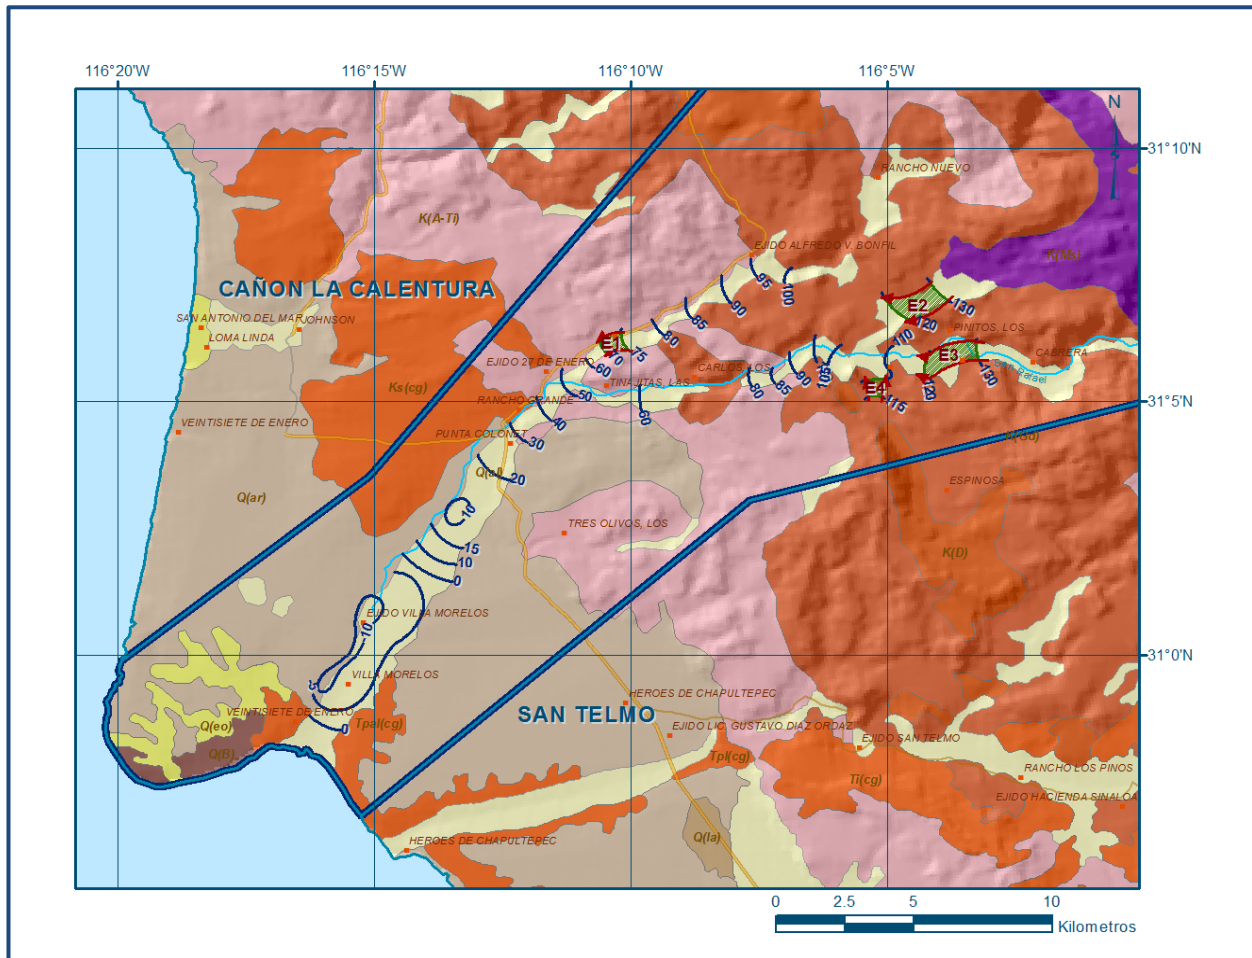 116°20'W
116°15'W
116°10'W
116°5'W
N
31°10'N
RANCHO NUEVO
K(A-Ti)
EJIDO ALFREDO V. BONFIL
95
100
90
CAÑON LA CALENTURA
E2
130
SAN ANTONIO DEL MAR
JOHNSON
85
120
PINITOS, LOS
LOMA LINDA
80
110
E1
75
70
EJIDO 27 DE ENERO
60
90
105
E3
CABRERA
San Rafael
CARLOS, LOS
TINAJITAS, LAS
Ks(cg)
50
80
85
120
130
E4
115
31°5'N
RANCHO GRANDE
40
60
VEINTISIETE DE ENERO
PUNTA COLONET
30
Q(al)
20
Q(ar)
ESPINOSA
10
TRES OLIVOS, LOS
15
K(D)
10
0
EJIDO VILLA MORELOS
-10
31°0'N
-5
VILLA MORELOS
HEROES DE CHAPULTEPEC
VEINTISIETE DE ENERO
SAN TELMO
Q(eo)
0
Tpal(cg)
EJIDO LIC. GUSTAVO DIAZ ORDAZ
EJIDO SAN TELMO
Q(B)
Tpl(cg)
RANCHO LOS PINOS
Ti(cg)
EJIDO HACIENDA SINALOA
HEROES DE CHAPULTEPEC
Q(la)
0
2.5
5
10
Kilometros